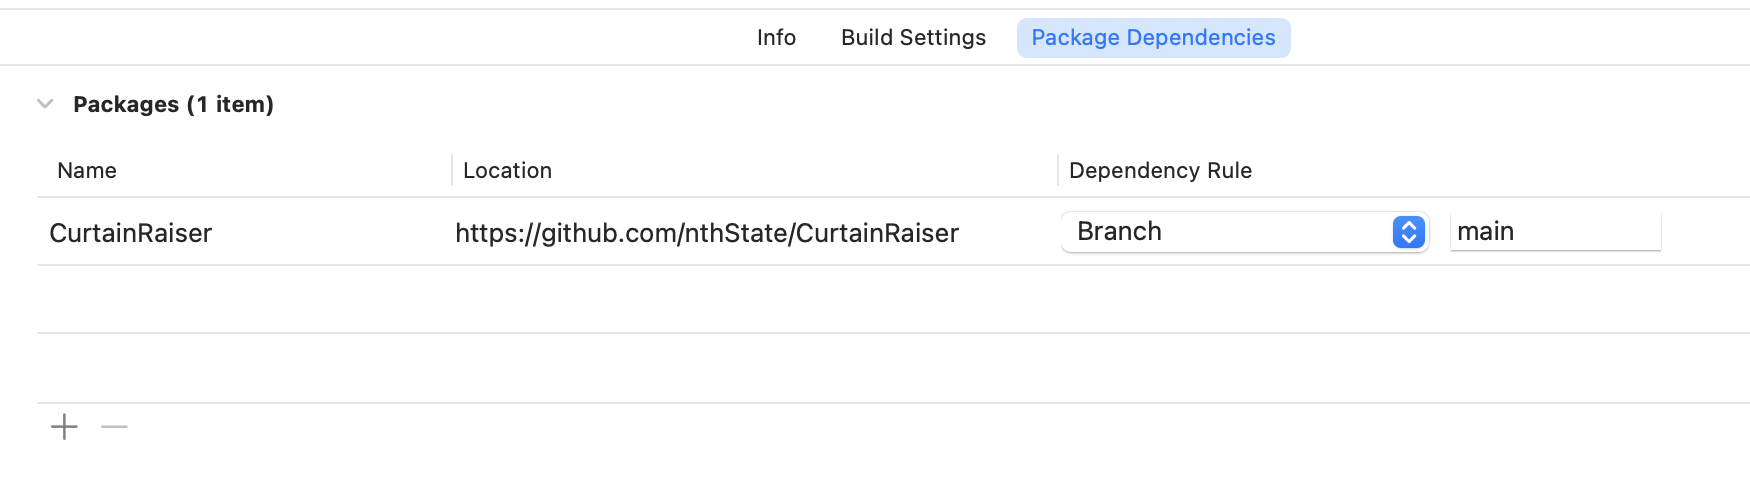 Info Build Settings Package Dependencies
Packages (1 item)
Name Location Dependency Rule
CurtainRaiser https://github.com/nthState/CurtainRaiser Branch main